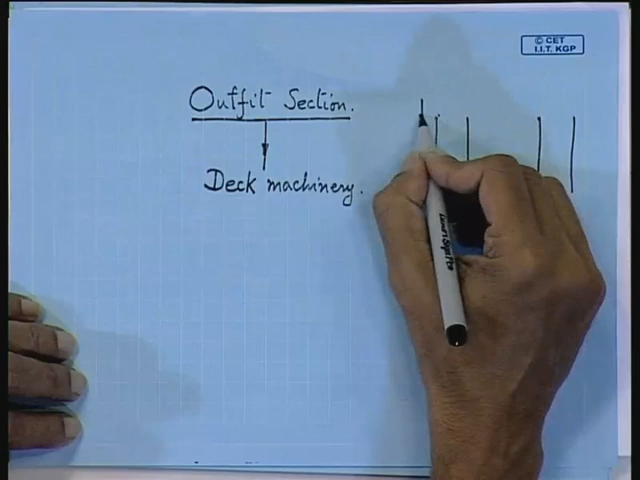 © CET
I.I.T. KGP
Outfit Section.
Deck machinery.